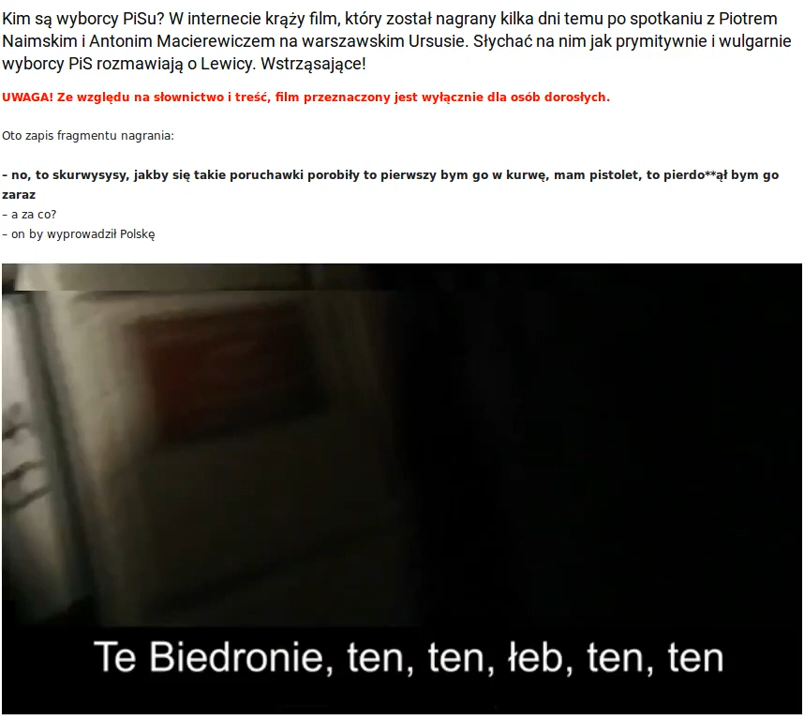 Kim są wyborcy PiSu? W internecie krąży film, który został nagrany kilka dni temu po spotkaniu z Piotrem
Naimskim i Antonim Macierewiczem na warszawskim Ursusie. Słychać na nim jak prymitywnie i wulgarnie
wyborcy PiS rozmawiają o Lewicy. Wstrząsające!
UWAGA! Ze względu na słownictwo i treść, film przeznaczony jest wyłącznie dla osób dorosłych.
Oto zapis fragmentu nagrania:
– no, to skurwysysy, jakby się takie poruchawki porobiły to pierwszy bym go w kurwę, mam pistolet, to pierdo**ął bym go
zaraz
– a za co?
– on by wyprowadził Polskę
Te Biedronie, ten, ten, łeb, ten, ten